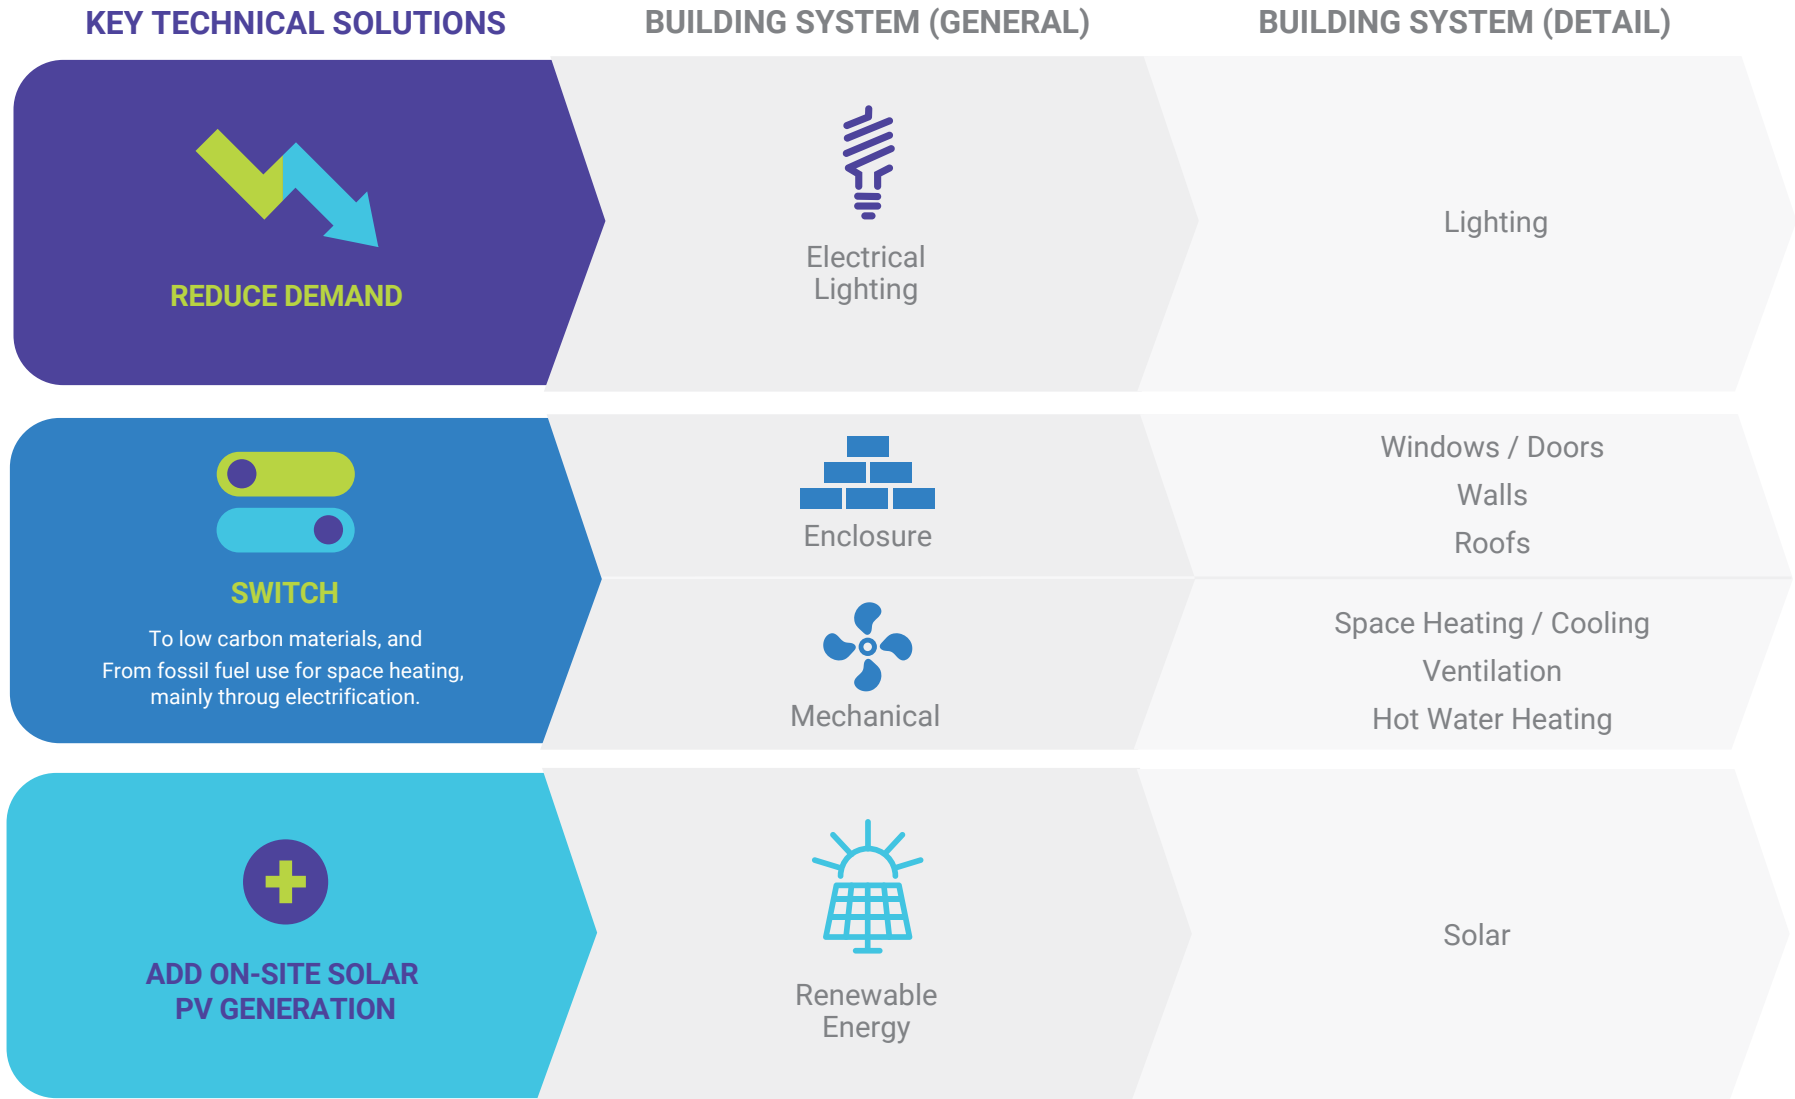 KEY TECHNICAL SOLUTIONS
BUILDING SYSTEM (GENERAL)
BUILDING SYSTEM (DETAIL)
REDUCE DEMAND
Electrical
Lighting
Lighting
SWITCH
To low carbon materials, and
From fossil fuel use for space heating,
mainly throug electrification.
Enclosure
Windows / Doors
Walls
Roofs
Mechanical
Space Heating / Cooling
Ventilation
Hot Water Heating
ADD ON-SITE SOLAR
PV GENERATION
Renewable
Energy
Solar